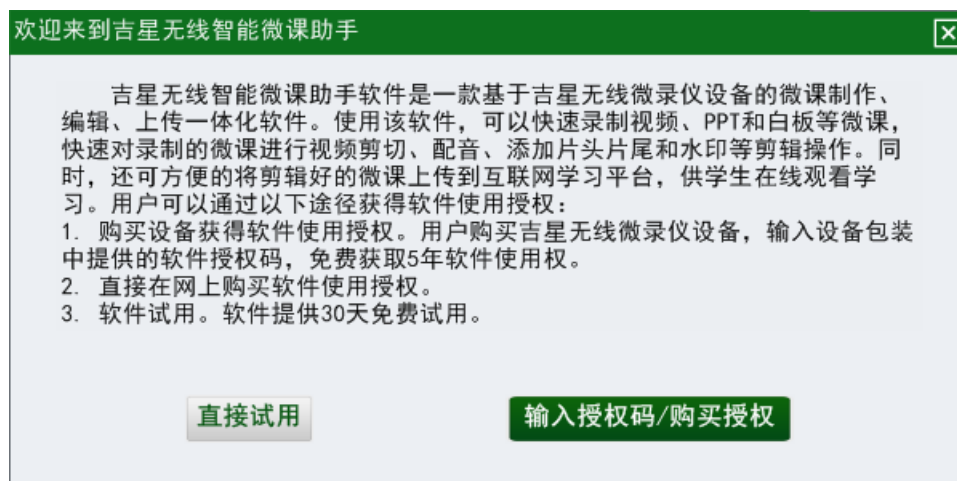 欢迎来到吉星无线智能微课助手
吉星无线智能微课助手软件是一款基于吉星无线微录仪设备的微课制作、
编辑、上传一体化软件。使用该软件，可以快速录制视频、PPT和白板等微课，
快速对录制的微课进行视频剪切、配音、添加片头片尾和水印等剪辑操作。同
时，还可方便的将剪辑好的微课上传到互联网学习平台，供学生在线观看学
习。用户可以通过以下途径获得软件使用授权：
1. 购买设备获得软件使用授权。用户购买吉星无线微录仪设备，输入设备包装
中提供的软件授权码，免费获取5年软件使用权。
2. 直接在网上购买软件使用授权。
3. 软件试用。软件提供30天免费试用。
直接试用
输入授权码/购买授权